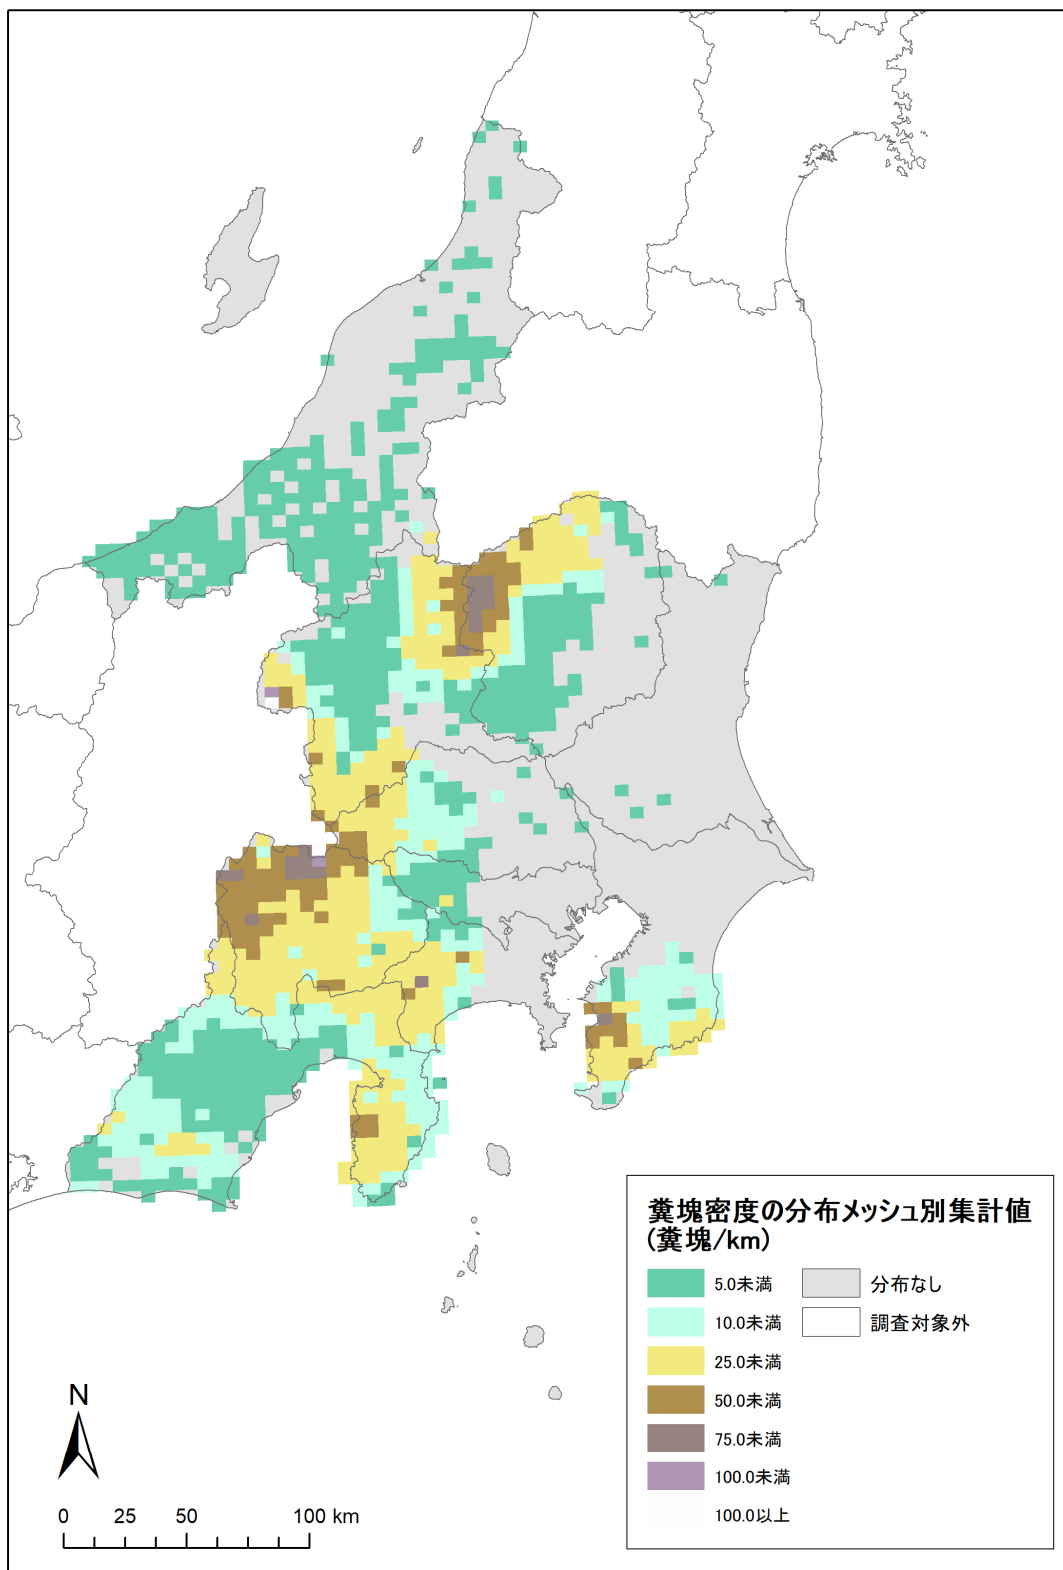 糞塊密度の分布メッシュ別集計値
(糞塊/km)
5.0未満
10.0未満
25.0未満
50.0未満
75.0未満
100.0未満
100.0以上
分布なし
調査対象外
N
0 25 50 100 km